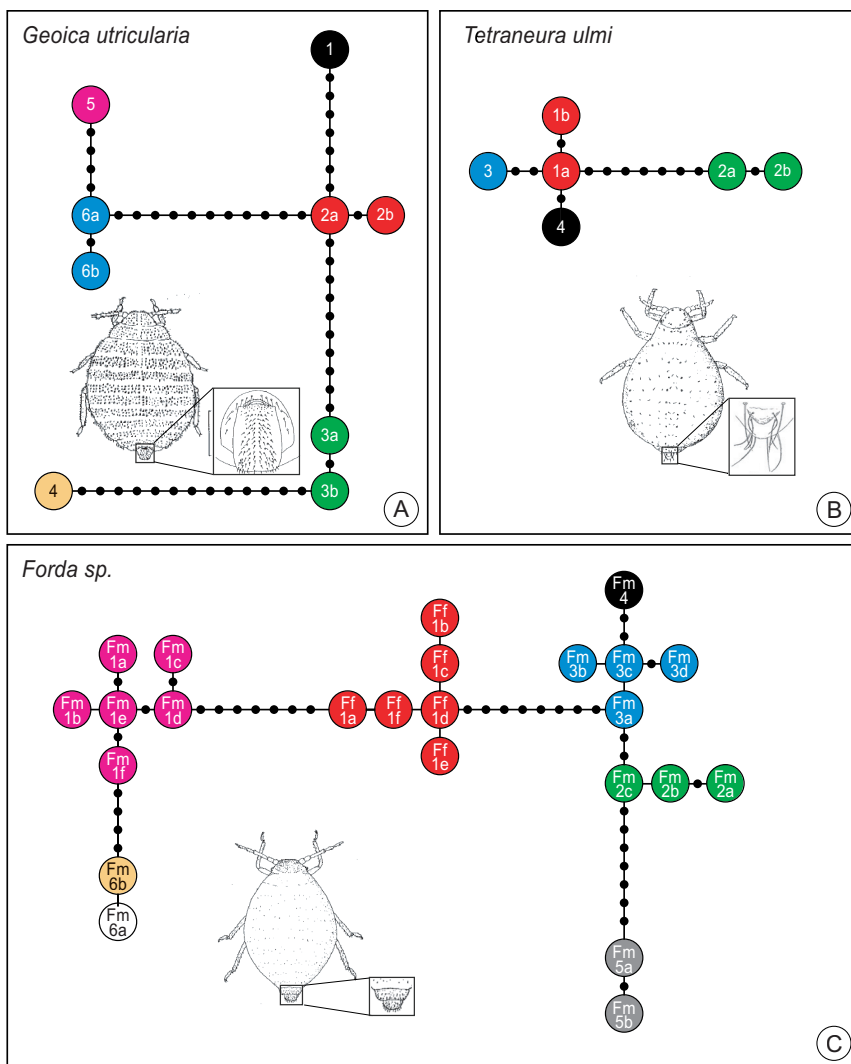 Geoica utricularia
1
5
6a
2a
2b
6b
3a
4
3b
A
Tetraneura ulmi
1b
3
1a
2a
2b
4
B
Forda sp.
Fm
4
Ff
1b
Fm
1a
Fm
1c
Ff
1c
Fm
3b
Fm
3c
Fm
3d
Fm
1b
Fm
1e
Fm
1d
Ff
1a
Ff
1f
Ff
1d
Fm
3a
Ff
1e
Fm
1f
Fm
2c
Fm
2b
Fm
2a
Fm
6b
Fm
6a
Fm
5a
Fm
5b
C